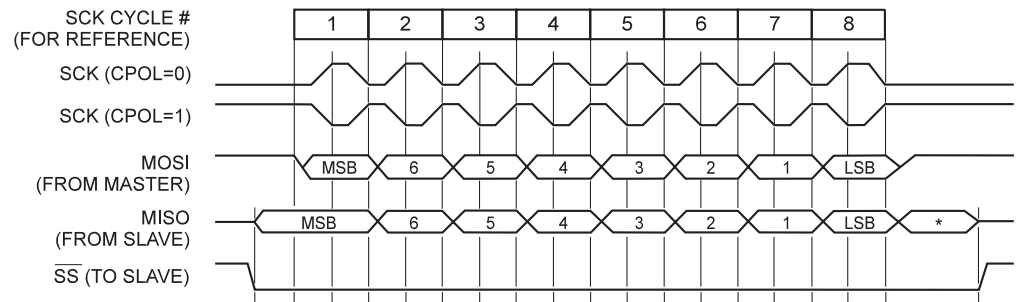 SCK CYCLE # 1 2 3 4 5 6 7 8
(FOR REFERENCE)
SCK (CPOL=0)
SCK (CPOL=1)
MOSI MSB 6 5 4 3 2 1 LSB
(FROM MASTER)
MISO MSB 6 5 4 3 2 1 LSB *
(FROM SLAVE)
SS (TO SLAVE)